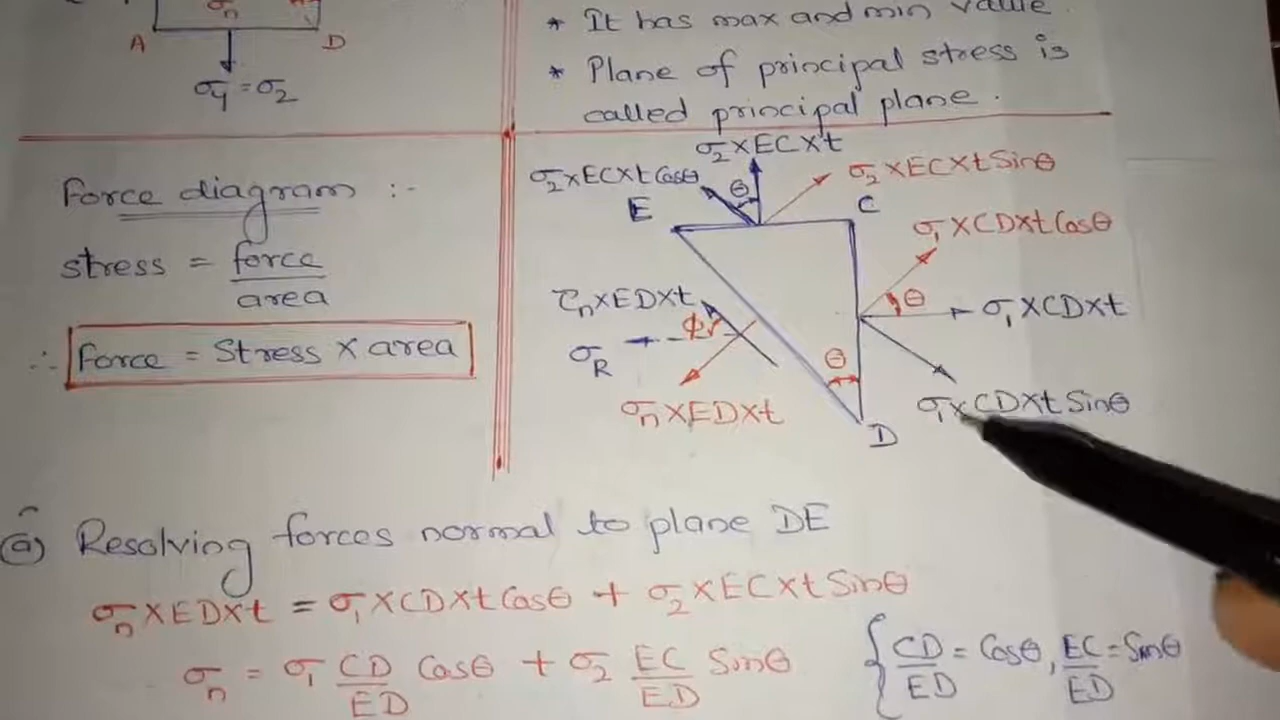 σn
A
D
σy = σ2
* It has max and min value.
* Plane of principal stress is
called principal plane.
Force diagram :-
stress = force
area
∴ Force = Stress × area
σ2×EC×t
σ2×EC×t Cosθ
θ
σ2×EC×t Sinθ
E
C
σ1×CD×t Cosθ
τn×ED×t
ϕ
θ
σ1×CD×t
σR
θ
σn×ED×t
σ1×CD×t Sinθ
D
a) Resolving forces normal to plane DE
σn×ED×t = σ1×CD×t Cosθ + σ2×EC×t Sinθ
σn = σ1 CD/ED Cosθ + σ2 EC/ED Sinθ { CD/ED = Cosθ, EC/ED = Sinθ